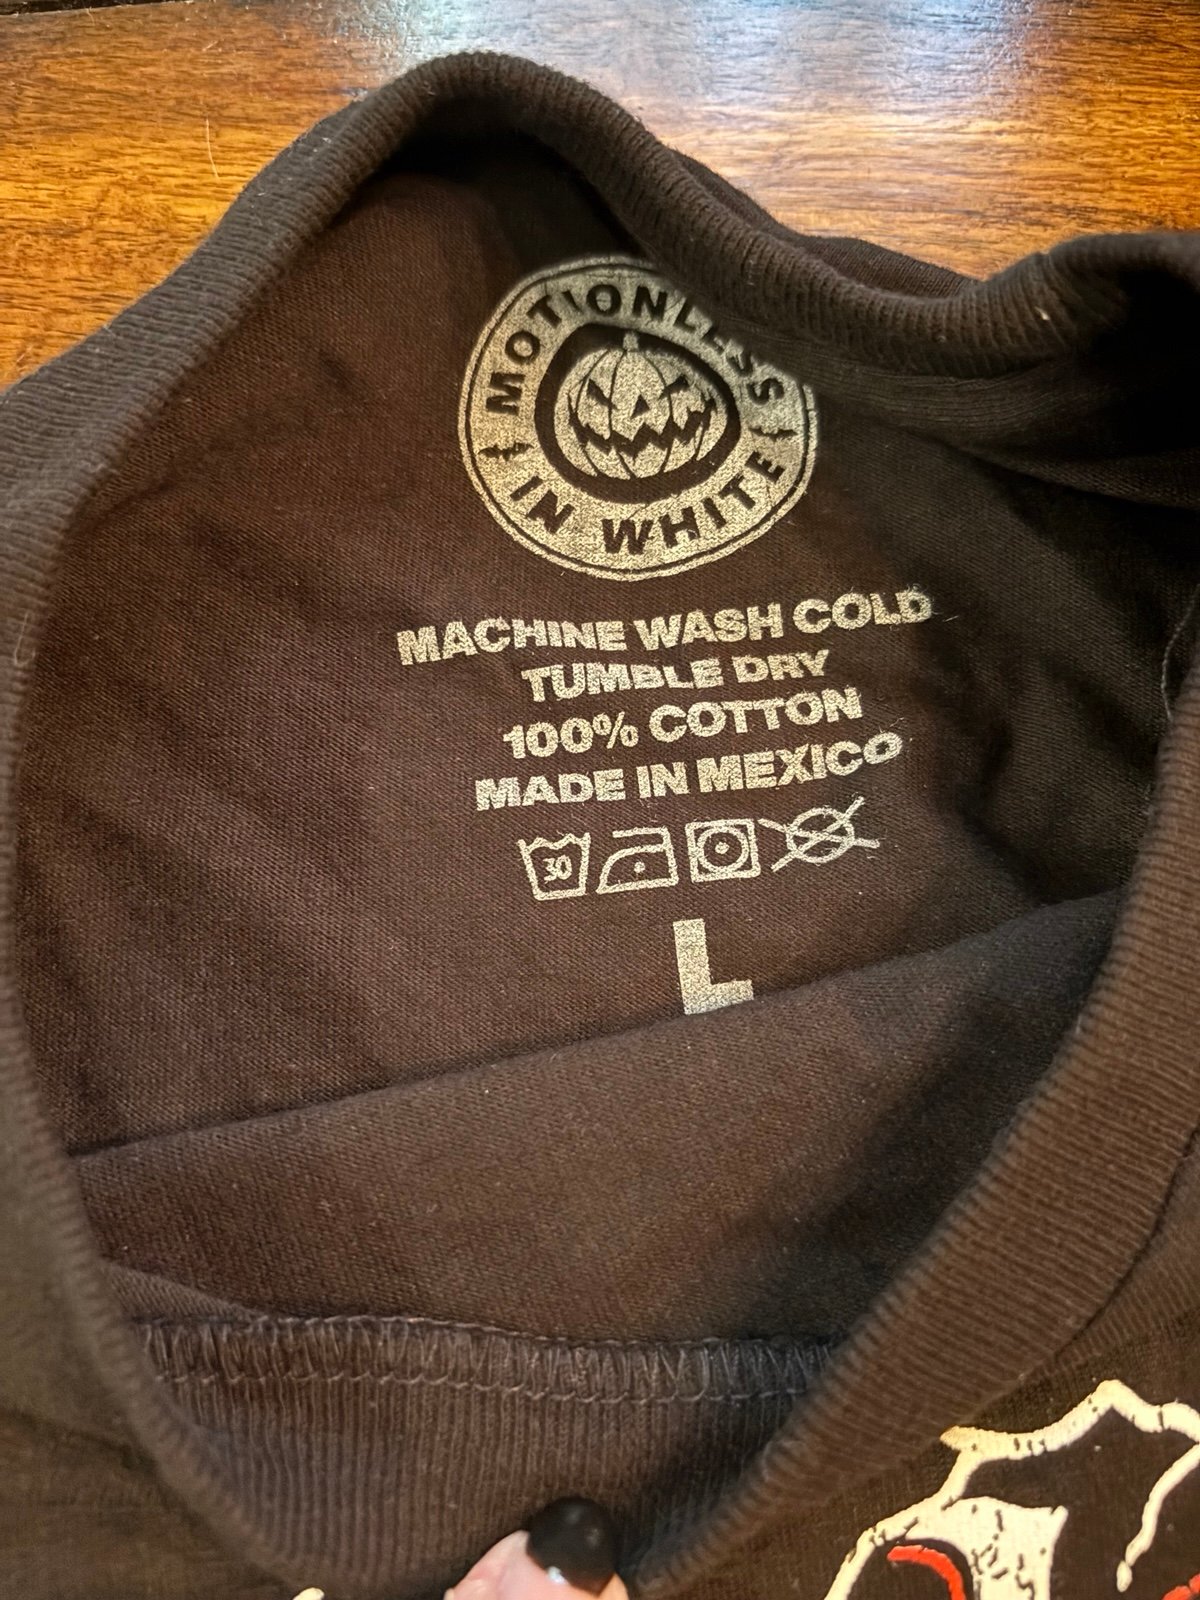 MOTIONLESS
IN WHITE
MACHINE WASH COLD
TUMBLE DRY
100% COTTON
MADE IN MEXICO
30
L